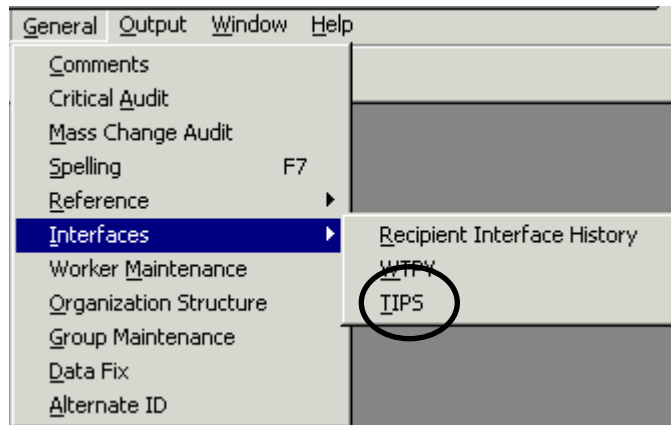 General Output Window Help
Comments
Critical Audit
Mass Change Audit
Spelling F7
Reference
Interfaces
Recipient Interface History
WTPY
TIPS
Worker Maintenance
Organization Structure
Group Maintenance
Data Fix
Alternate ID